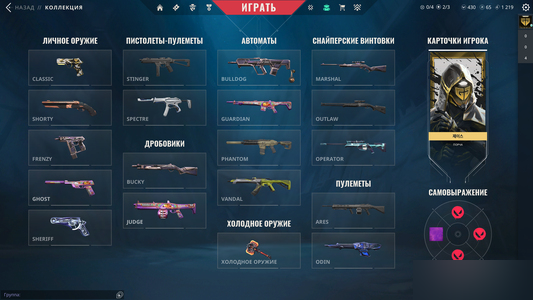 НАЗАД // КОЛЛЕКЦИЯ
ИГРАТЬ
0/4 2/3 430 65 1 219
ЛИЧНОЕ ОРУЖИЕ
CLASSIC
SHORTY
FRENZY
GHOST
SHERIFF
ПИСТОЛЕТЫ-ПУЛЕМЕТЫ
STINGER
SPECTRE
ДРОБОВИКИ
BUCKY
JUDGE
АВТОМАТЫ
BULLDOG
GUARDIAN
PHANTOM
VANDAL
ХОЛОДНОЕ ОРУЖИЕ
ХОЛОДНОЕ ОРУЖИЕ
СНАЙПЕРСКИЕ ВИНТОВКИ
MARSHAL
OUTLAW
OPERATOR
ПУЛЕМЕТЫ
ARES
ODIN
КАРТОЧКИ ИГРОКА
САМОВЫРАЖЕНИЕ
Группа: